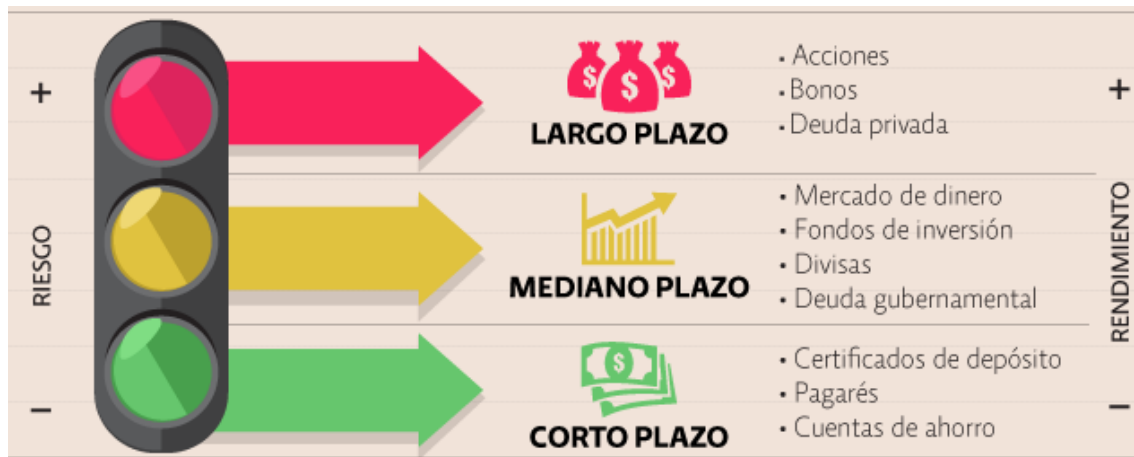 +
RIESGO
−
$ $ $
LARGO PLAZO
• Acciones
• Bonos
• Deuda privada
MEDIANO PLAZO
• Mercado de dinero
• Fondos de inversión
• Divisas
• Deuda gubernamental
$
CORTO PLAZO
• Certificados de depósito
• Pagarés
• Cuentas de ahorro
+
RENDIMIENTO
−